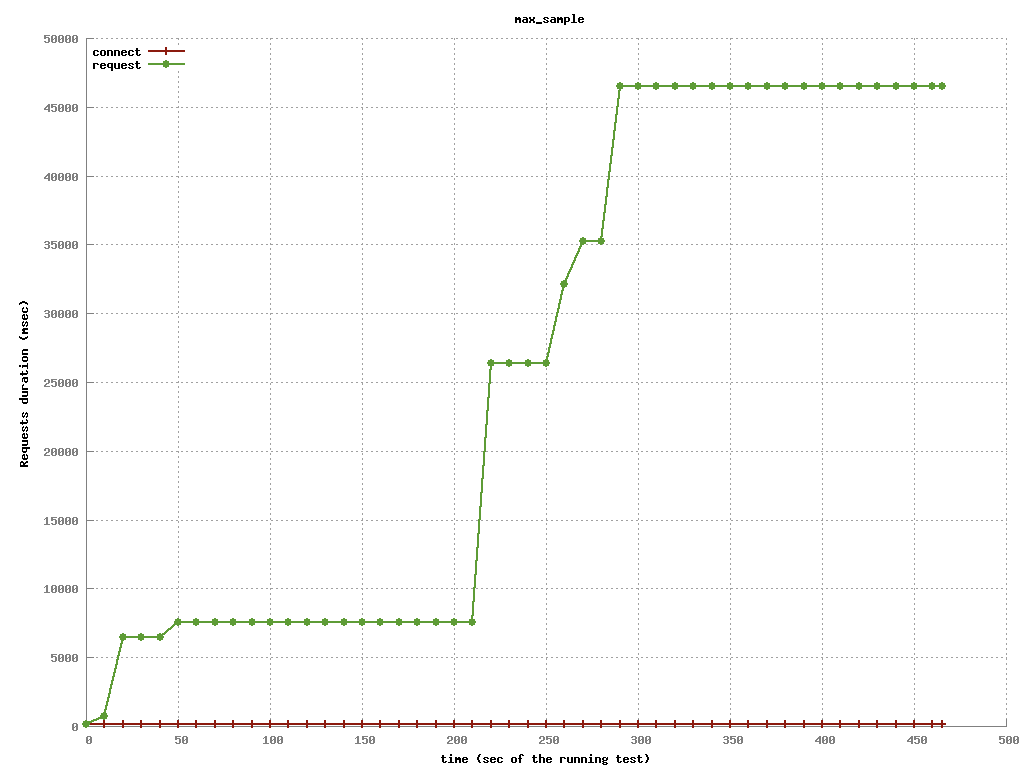 max_sample
connect
request
50000
45000
40000
35000
30000
25000
20000
15000
10000
5000
0
Requests duration (msec)
0 50 100 150 200 250 300 350 400 450 500
time (sec of the running test)